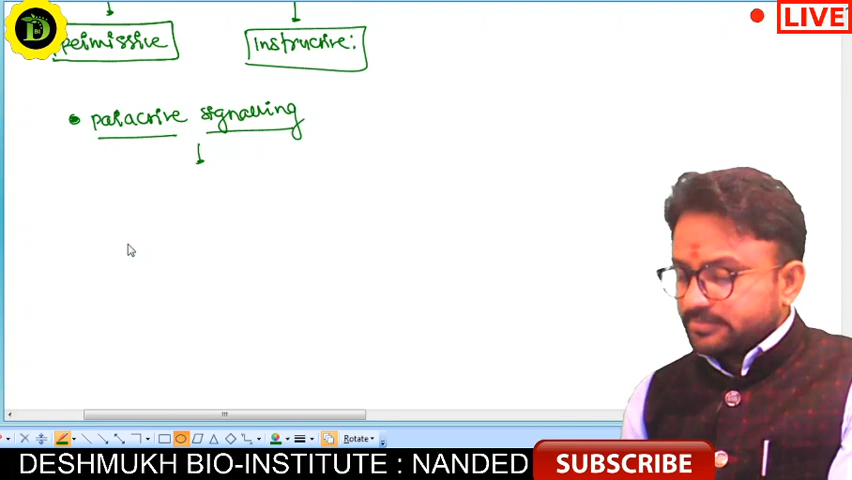 LIVE
D
permissive instructive:
• paracrive signalling
Rotate
DESHMUKH BIO-INSTITUTE : NANDED SUBSCRIBE